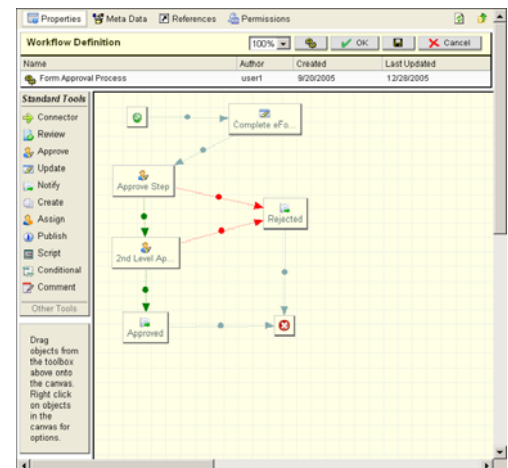 Properties Meta Data References Permissions
Workflow Definition 100% OK Cancel
Name Author Created Last Updated
Form Approval Process user1 9/20/2005 12/28/2005
Standard Tools
Connector
Review
Approve
Update
Notify
Create
Assign
Publish
Script
Conditional
Comment
Other Tools
Drag
objects from
the toolbox
above onto
the canvas.
Right click
on objects
in the
canvas for
options.
Complete eFo...
Approve Step
Rejected
2nd Level Ap...
Approved